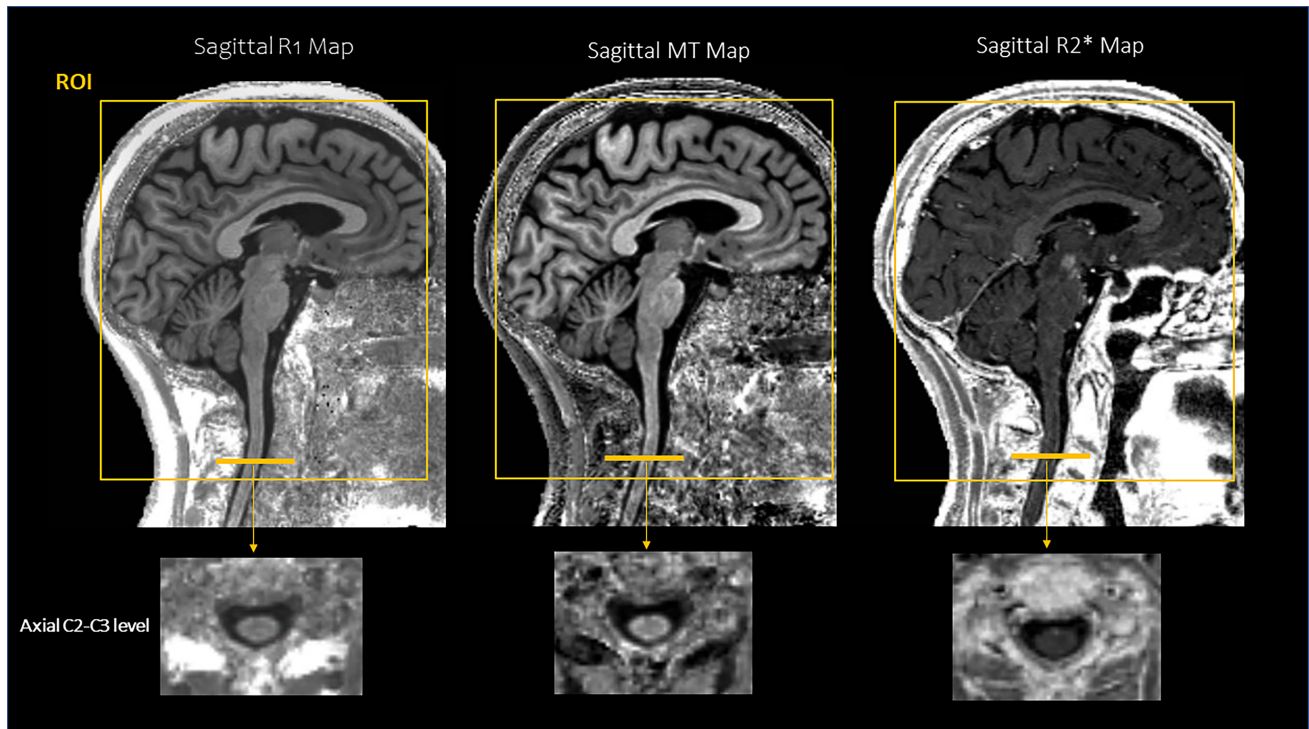 Sagittal R1 Map
Sagittal MT Map
Sagittal R2* Map
ROI
Axial C2-C3 level